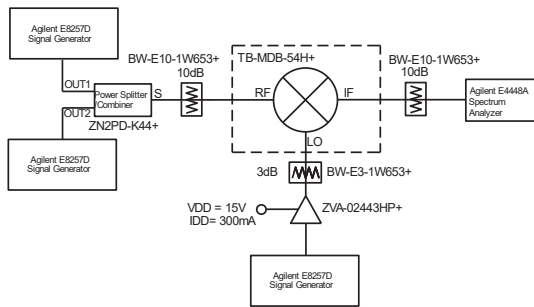 Agilent E8257D
Signal Generator
OUT1
OUT2
Power Splitter
/Combiner
S
ZN2PD-K44+
Agilent E8257D
Signal Generator
BW-E10-1W653+
10dB
TB-MDB-54H+
RF
IF
LO
BW-E10-1W653+
10dB
Agilent E4448A
Spectrum
Analyzer
3dB
BW-E3-1W653+
VDD = 15V
IDD= 300mA
ZVA-02443HP+
Agilent E8257D
Signal Generator